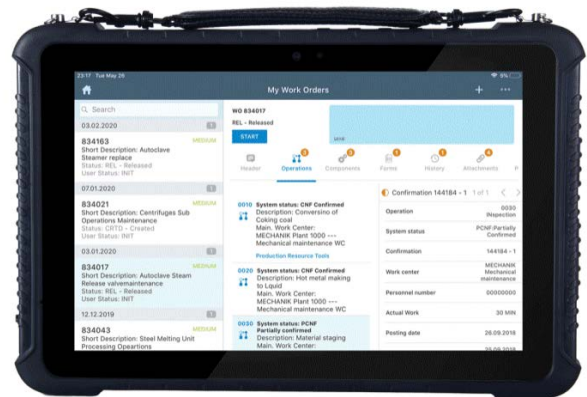 23:17 Tue May 26
9%
My Work Orders
Search
03.02.2020
834163
MEDIUM
Short Description: Autoclave
Steamer replace
Status: REL - Released
User Status: INIT
07.01.2020
834021
MEDIUM
Short Description: Centrifuges Sub
Operations Maintenance
Status: CRTD - Created
User Status: INIT
03.01.2020
834017
MEDIUM
Short Description: Autoclave Steam
Release valvemaintenance
Status: REL - Released
User Status: INIT
12.12.2019
834043
MEDIUM
Short Description: Steel Melting Unit
Processing Opeartions
WO 834017
REL - Released
START
Header
Operations
Components
Forms
History
Attachments
0010 System status: CNF Confirmed
Description: Conversino of
Coking coal
Main. Work Center:
MECHANIK Plant 1000 ---
Mechanical maintenance WC
Production Resource Tools
0020 System status: CNF Confirmed
Description: Hot metal making
to Liquid
Main. Work Center:
MECHANIK Plant 1000 ---
Mechanical maintenance WC
0030 System status: PCNF
Partially confirmed
Description: Material staging
Main. Work Center:
Confirmation 144184 - 1 1 of 1
Operation
0030
INspection
System status
PCNF-Partially
Confirmed
Confirmation
144184 - 1
Work center
MECHANIK
Mechanical
maintenance
Personnel number
00000000
Actual Work
30 MIN
Posting date
26.09.2018